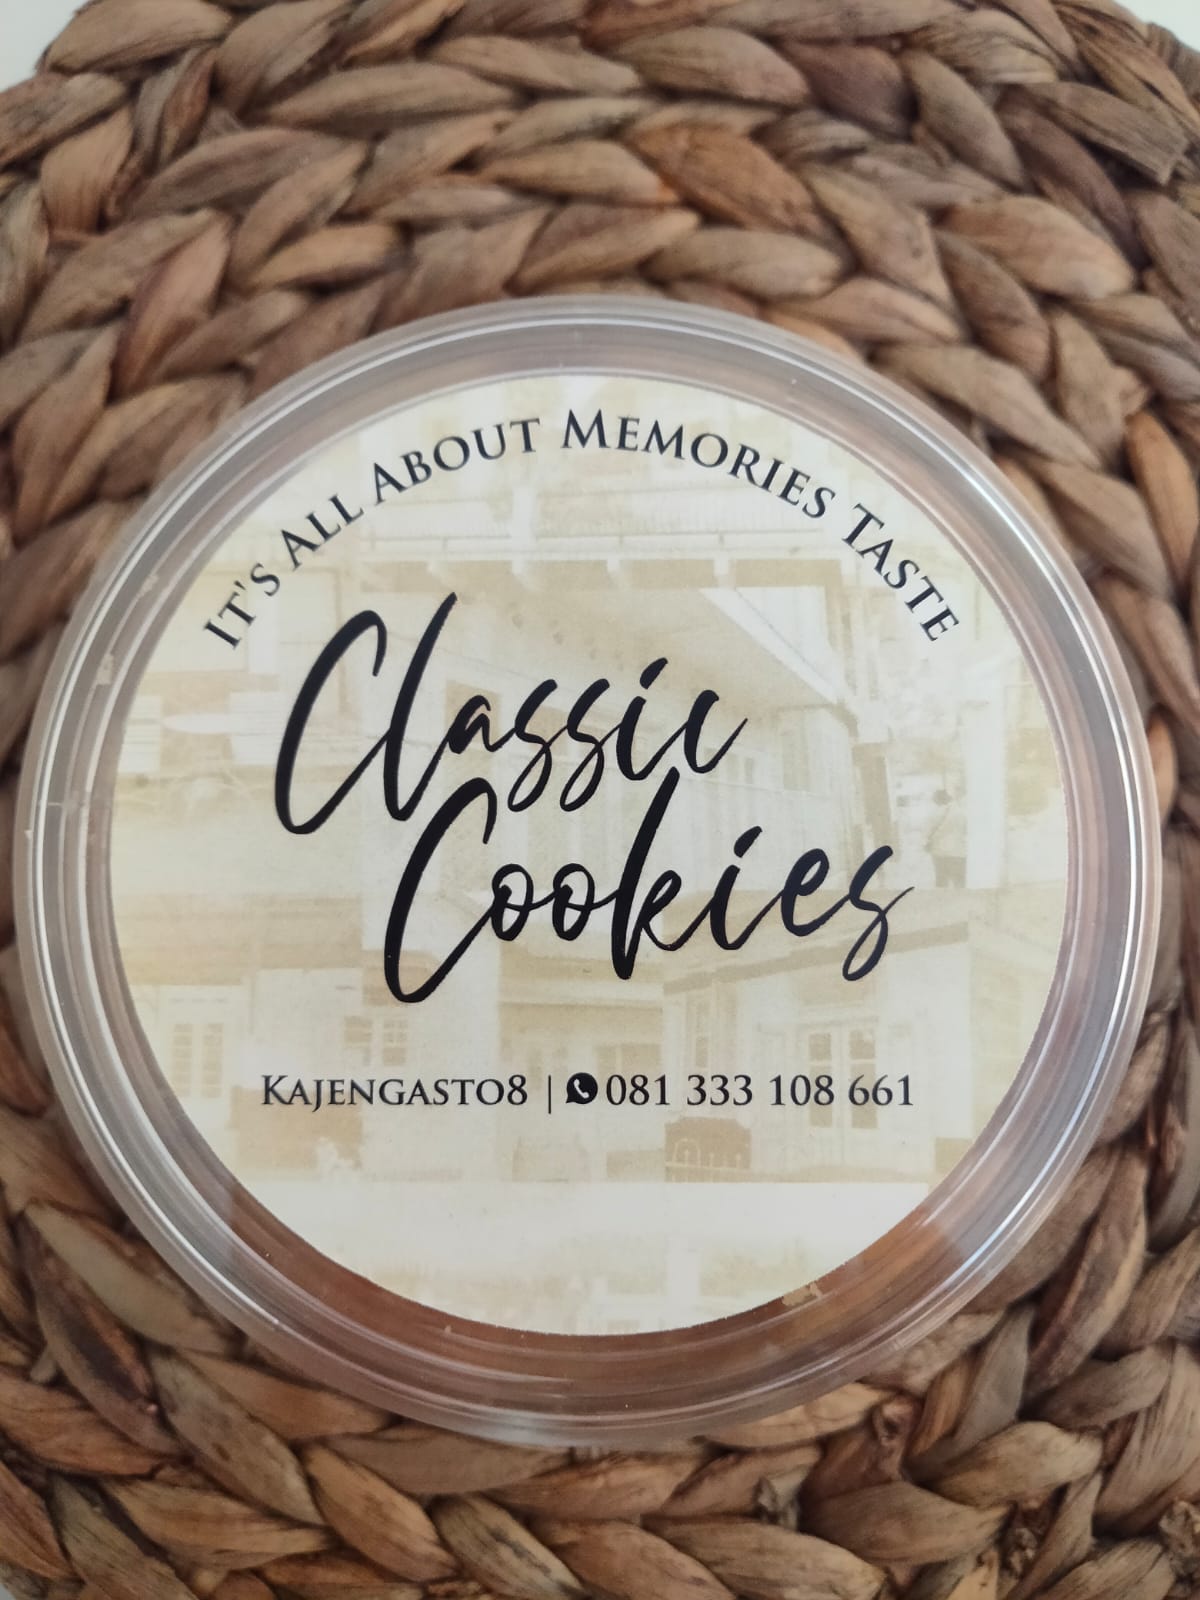 It's All About Memories Taste
Classic
Cookies
Kajengasto8 | 081 333 108 661